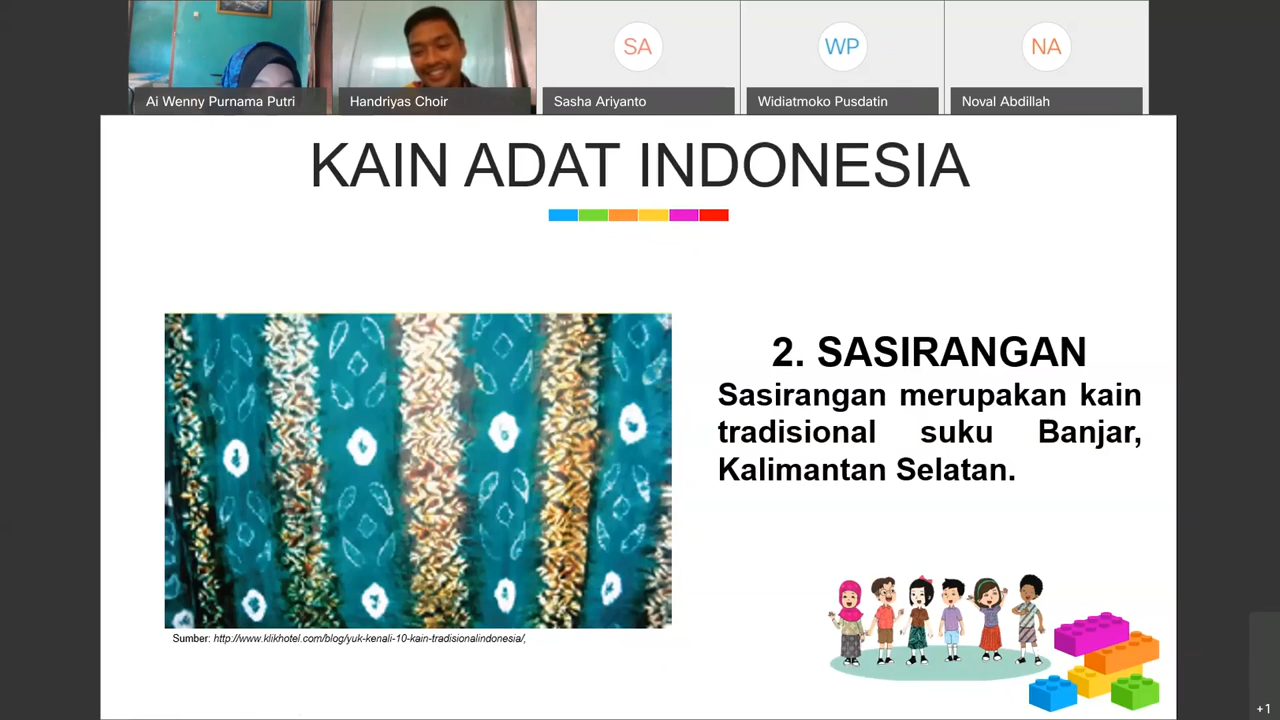 SA
WP
NA
Ai Wenny Purnama Putri
Handriyas Choir
Sasha Ariyanto
Widiatmoko Pusdatin
Noval Abdillah
KAIN ADAT INDONESIA
2. SASIRANGAN
Sasirangan merupakan kain
tradisional suku Banjar,
Kalimantan Selatan.
Sumber: http://www.klikhotel.com/blog/yuk-kenali-10-kain-tradisionalindonesia/,
+1